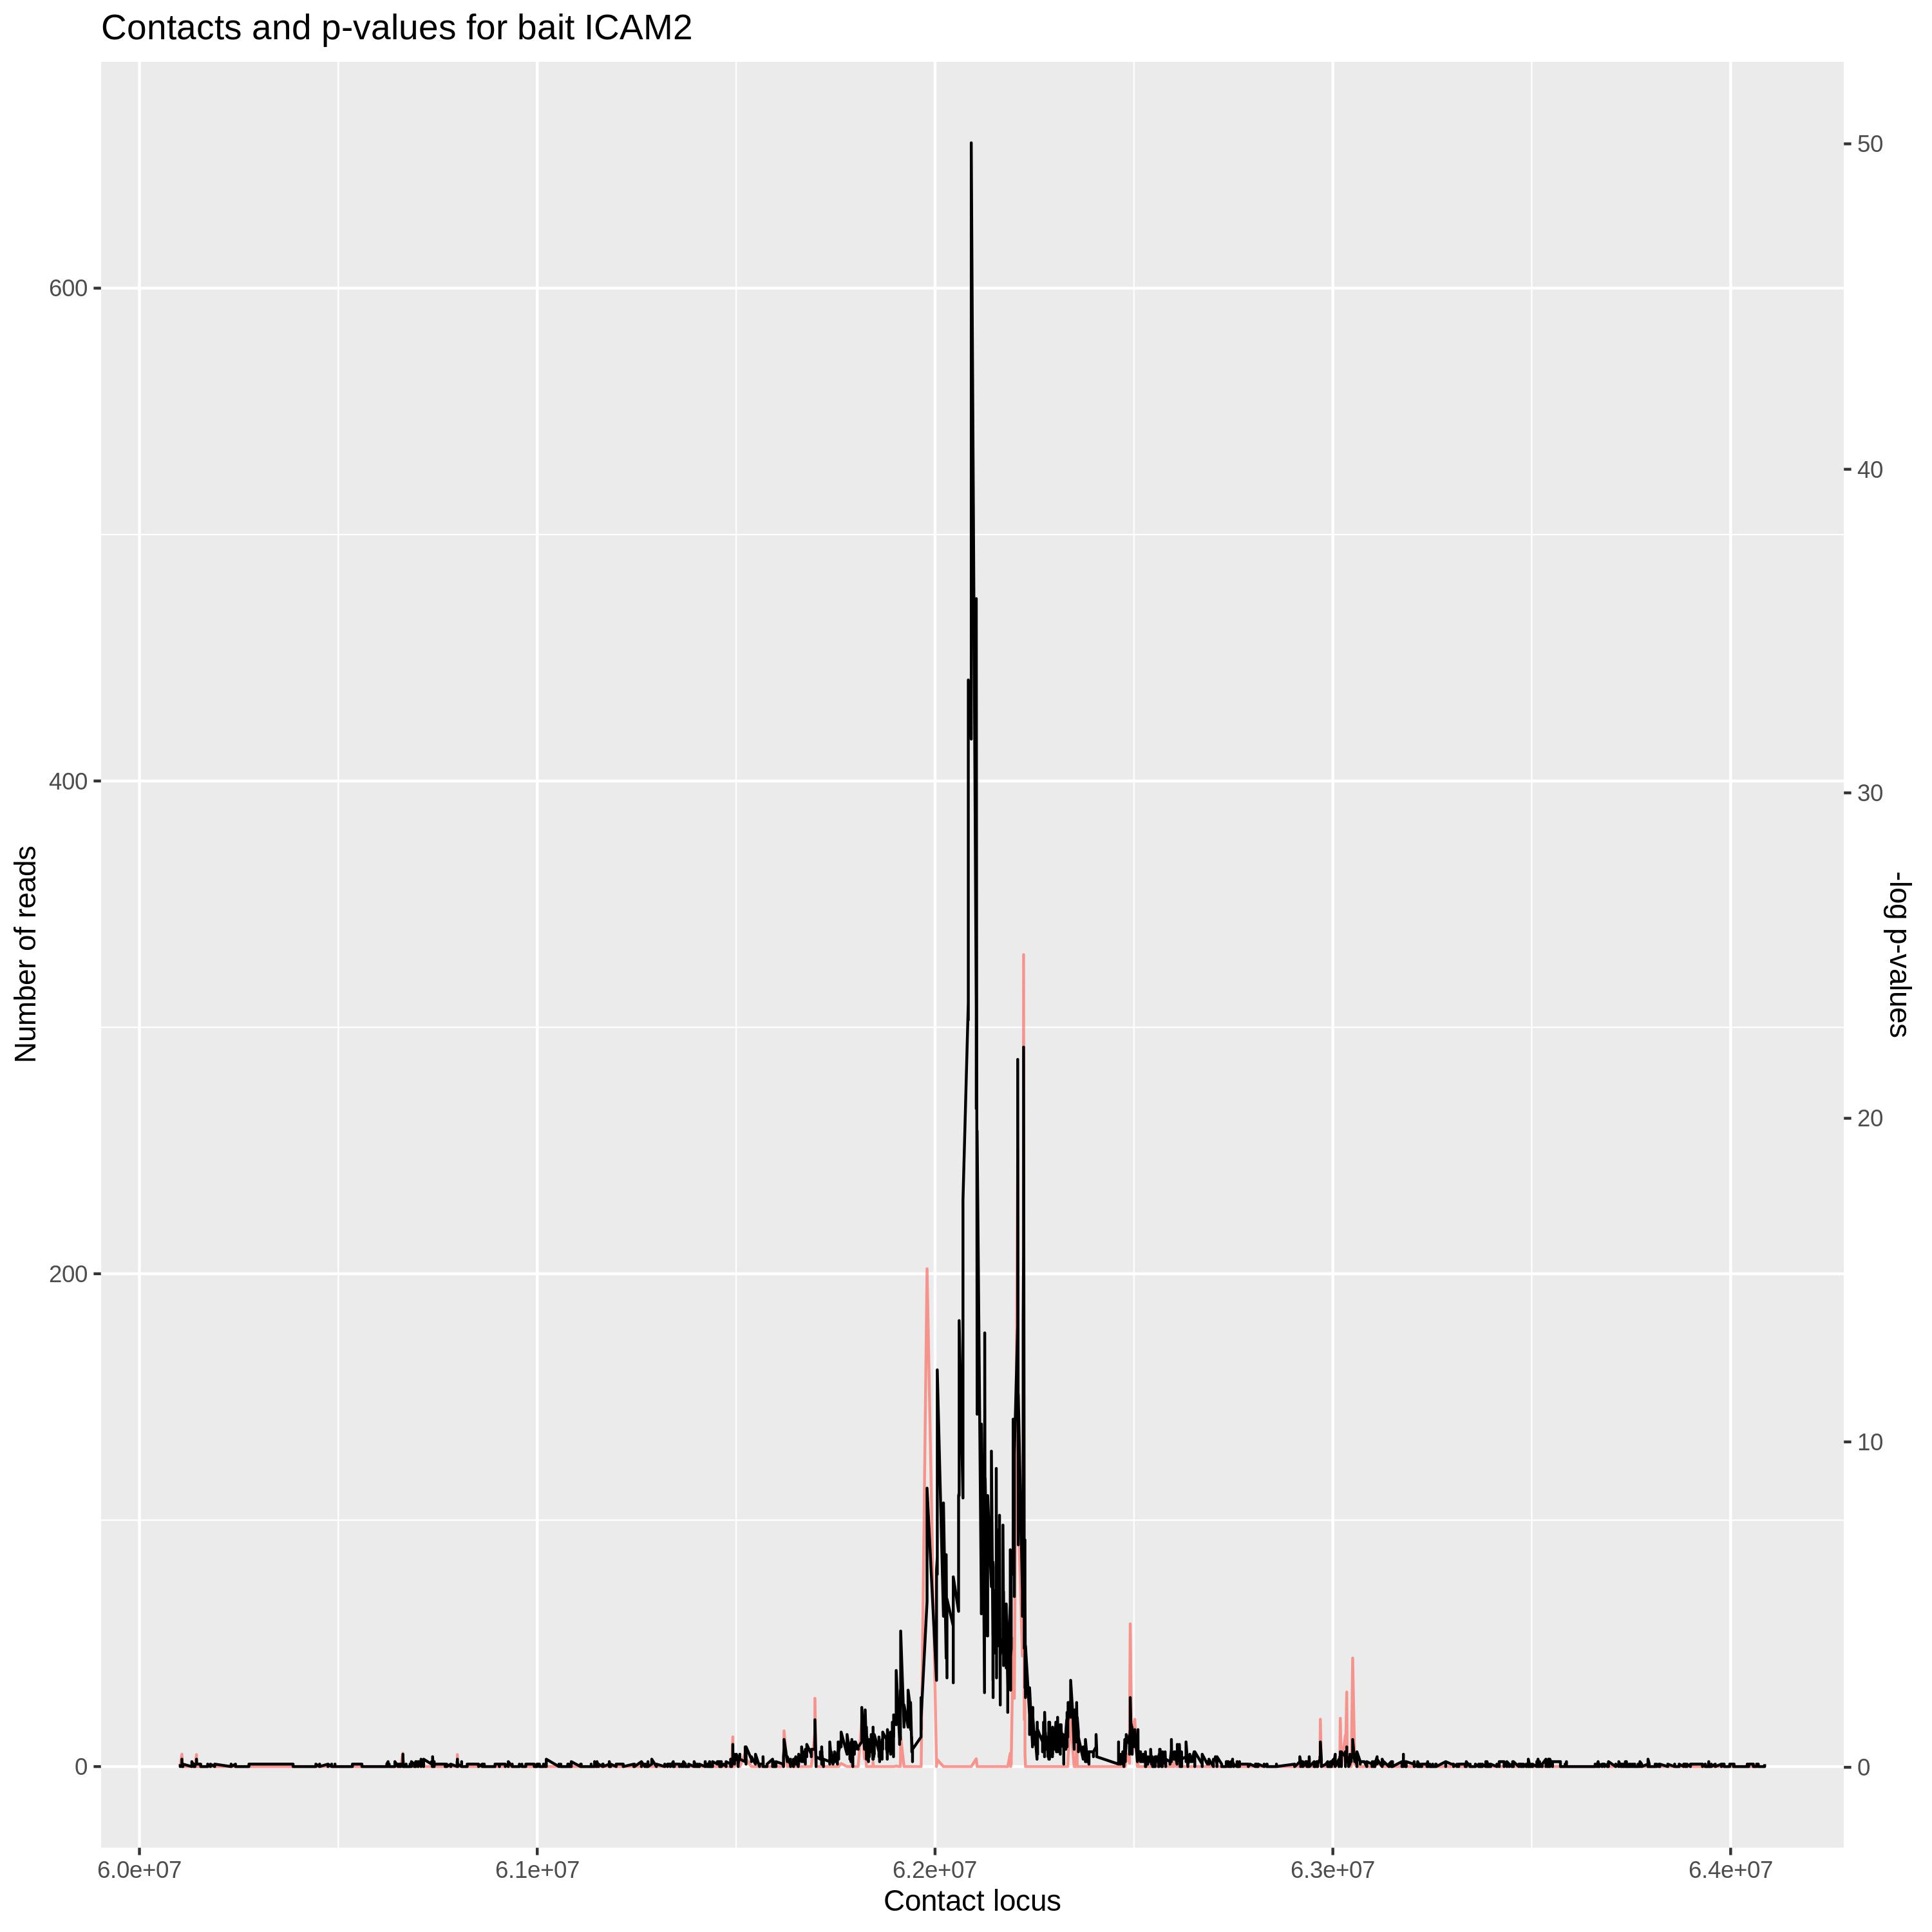 Contacts and p-values for bait ICAM2
Number of reads
600
400
200
0
50
40
30
20
10
0
-log p-values
6.0e+07
6.1e+07
6.2e+07
6.3e+07
6.4e+07
Contact locus